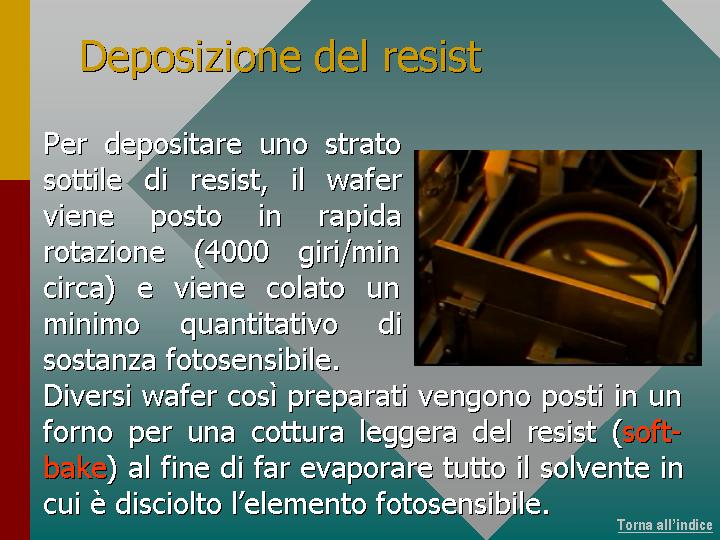 Deposizione del resist
Per depositare uno strato
sottile di resist, il wafer
viene posto in rapida
rotazione (4000 giri/min
circa) e viene colato un
minimo quantitativo di
sostanza fotosensibile.
Diversi wafer così preparati vengono posti in un
forno per una cottura leggera del resist (soft-
bake) al fine di far evaporare tutto il solvente in
cui è disciolto l’elemento fotosensibile.
Torna all’indice